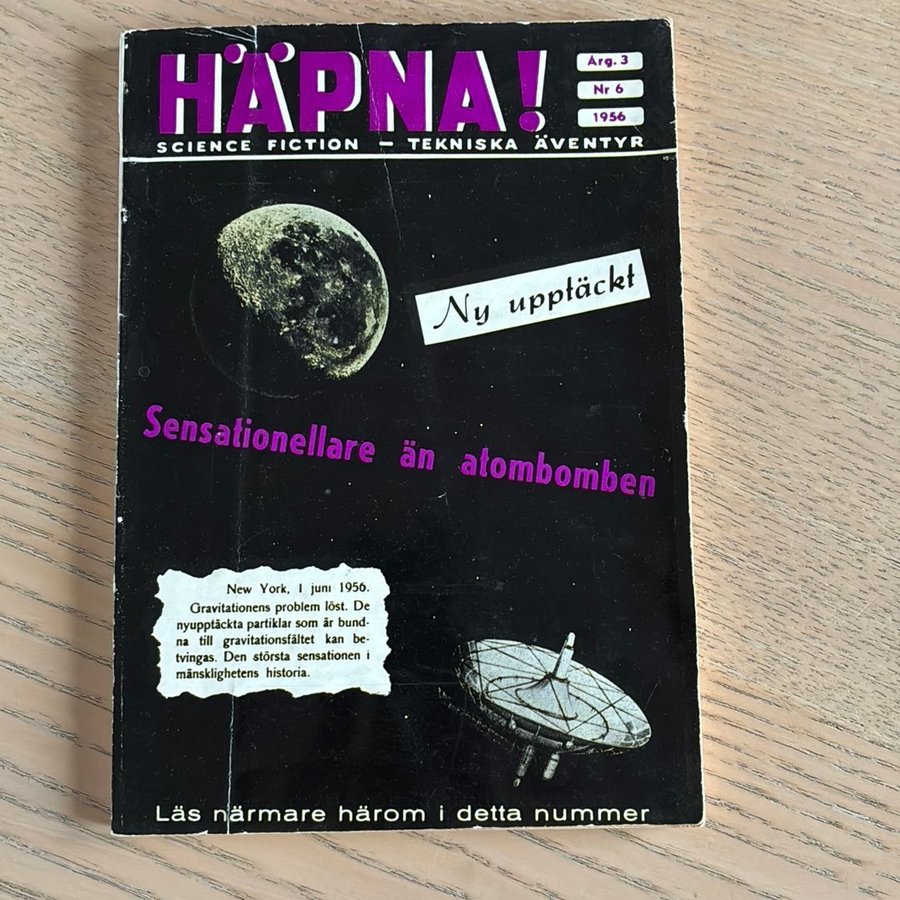 HÄPNA!
Årg. 3
Nr 6
1956
SCIENCE FICTION — TEKNISKA ÄVENTYR
Ny upptäckt
Sensationellare än atombomben
New York, 1 juni 1956.
Gravitationens problem löst. De
nyupptäckta partiklar som är bund-
na till gravitationsfältet kan be-
tvingas. Den största sensationen i
mänsklighetens historia.
Läs närmare härom i detta nummer